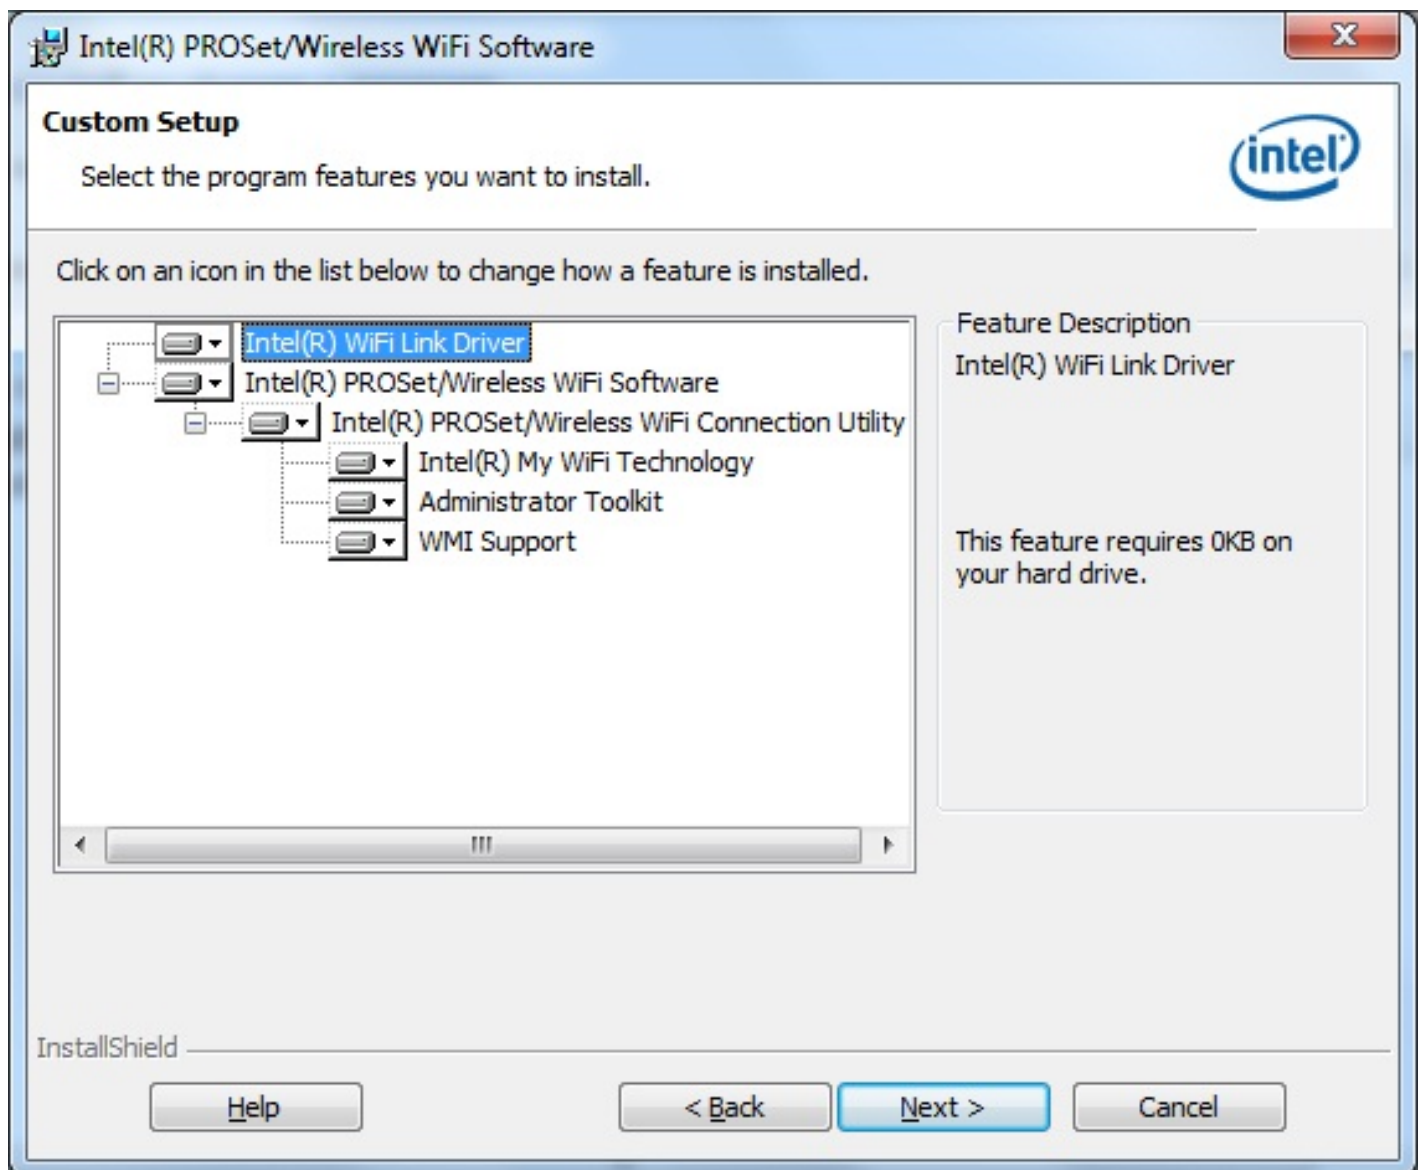 Intel(R) PROSet/Wireless WiFi Software
Custom Setup
Select the program features you want to install.
intel
Click on an icon in the list below to change how a feature is installed.
Intel(R) WiFi Link Driver
Intel(R) PROSet/Wireless WiFi Software
Intel(R) PROSet/Wireless WiFi Connection Utility
Intel(R) My WiFi Technology
Administrator Toolkit
WMI Support
Feature Description
Intel(R) WiFi Link Driver
This feature requires 0KB on
your hard drive.
InstallShield
Help
< Back
Next >
Cancel